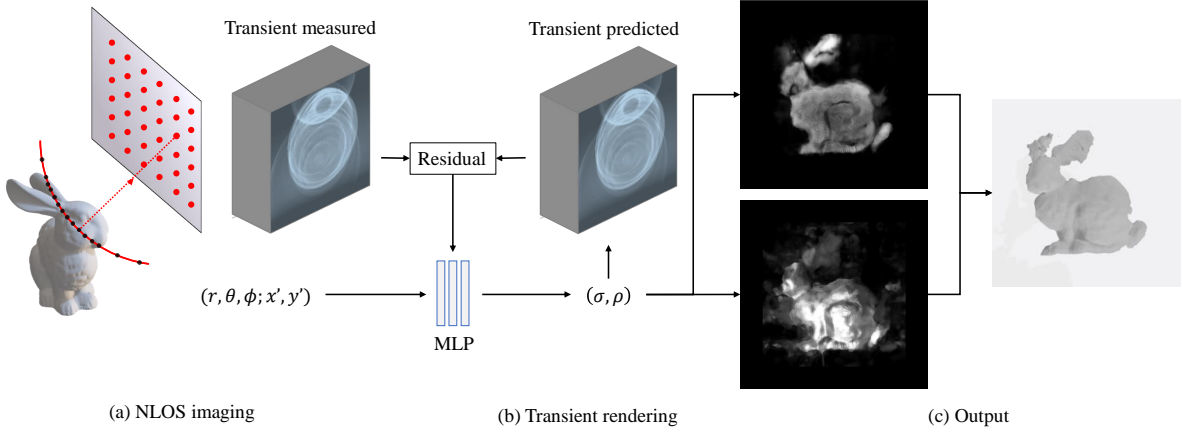 Transient measured
Transient predicted
Residual
(r, θ, ϕ; x', y')
(σ, ρ)
MLP
(a) NLOS imaging
(b) Transient rendering
(c) Output